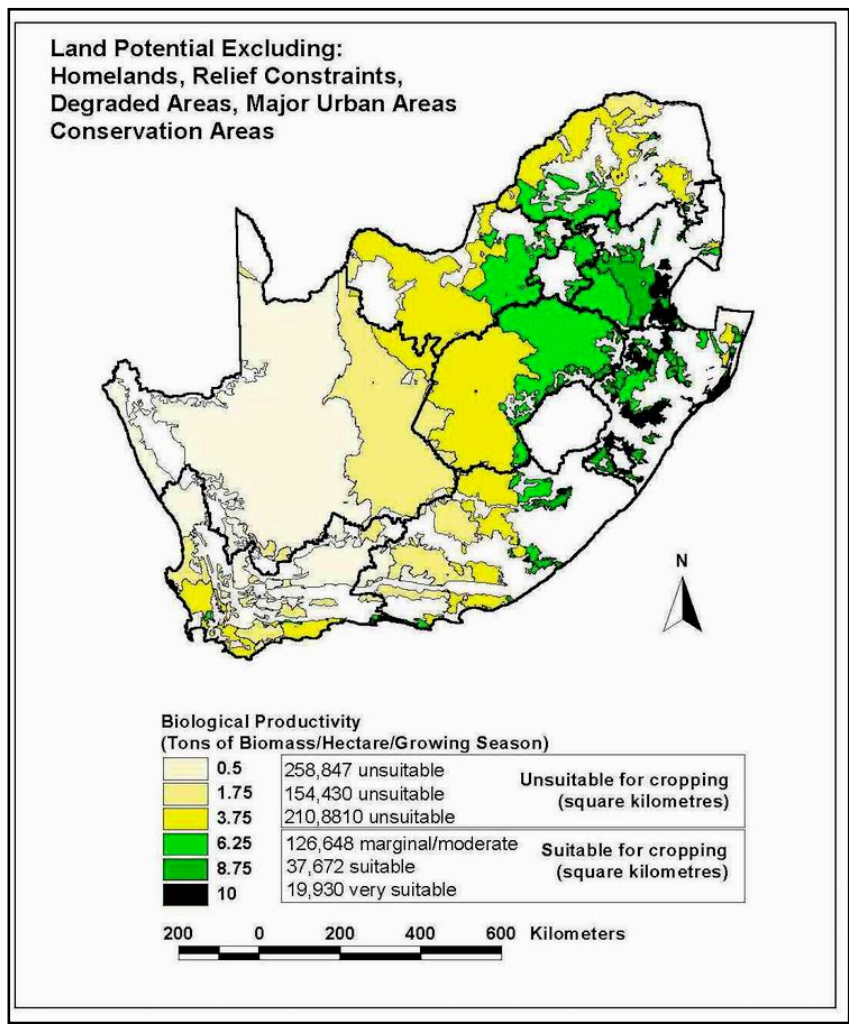 Land Potential Excluding:
Homelands, Relief Constraints,
Degraded Areas, Major Urban Areas
Conservation Areas
N
Biological Productivity
(Tons of Biomass/Hectare/Growing Season)
0.5 258,847 unsuitable
1.75 154,430 unsuitable
3.75 210,8810 unsuitable
Unsuitable for cropping
(square kilometres)
6.25 126,648 marginal/moderate
8.75 37,672 suitable
10 19,930 very suitable
Suitable for cropping
(square kilometres)
200 0 200 400 600 Kilometers